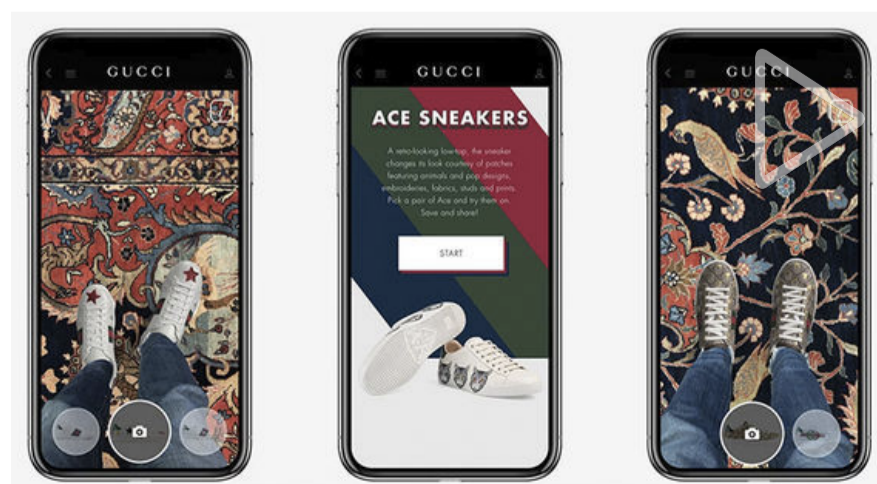 GUCCI
GUCCI
GUCCI
ACE SNEAKERS
A retro-looking low-top, the sneaker
changes its look courtesy of patches
featuring animals and pop designs,
embroideries, fabrics, studs and prints.
Pick a pair of Ace and try them on.
Save and share!
START